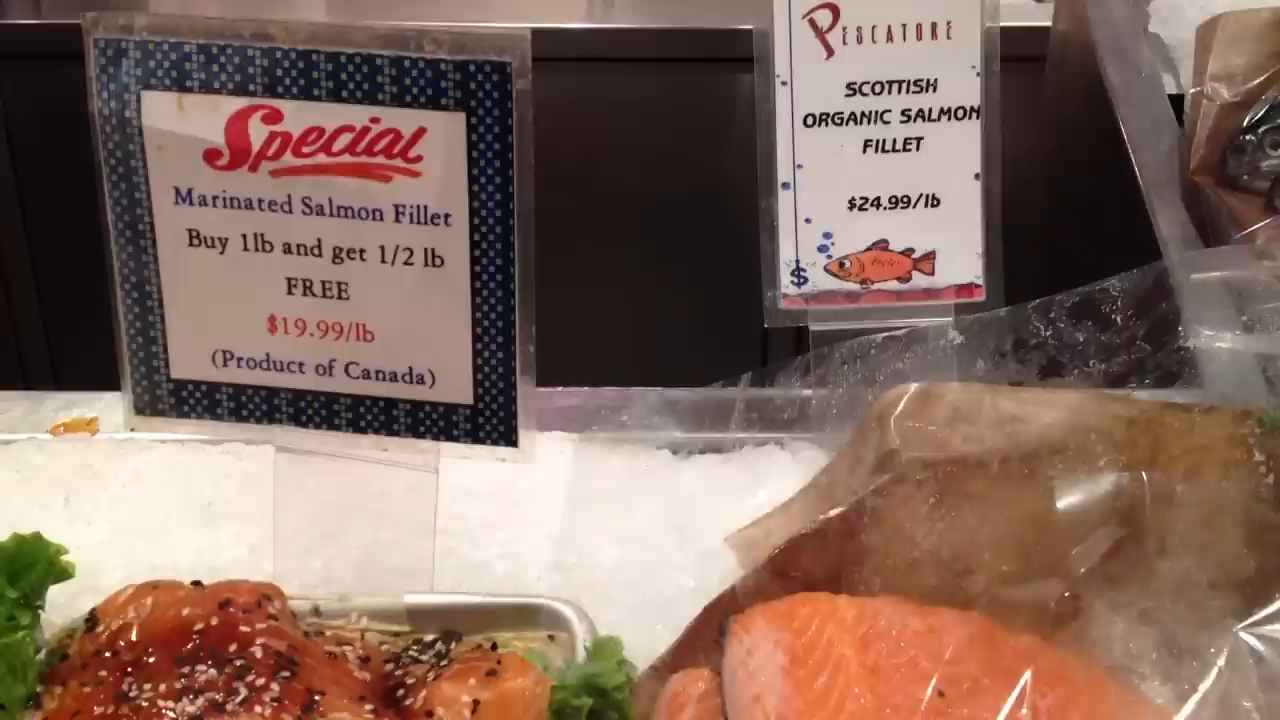 Special
Marinated Salmon Fillet
Buy 1lb and get 1/2 lb
FREE
$19.99/lb
(Product of Canada)
PESCATORE
SCOTTISH
ORGANIC SALMON
FILLET
$24.99/lb
$